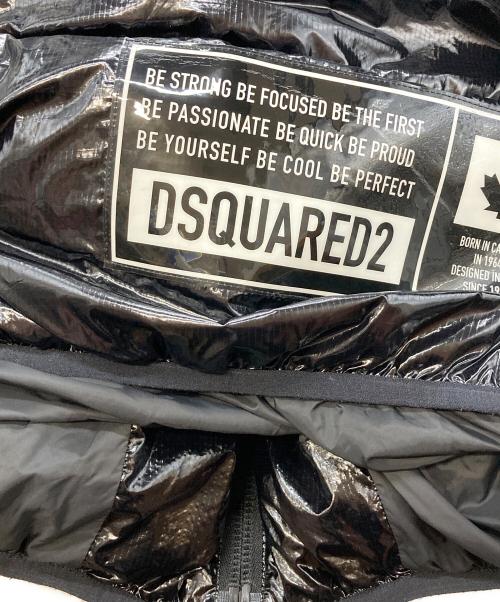 BE STRONG BE FOCUSED BE THE FIRST
BE PASSIONATE BE QUICK BE PROUD
BE YOURSELF BE COOL BE PERFECT
DSQUARED2
BORN IN
IN
DESIGNED IN
SINCE